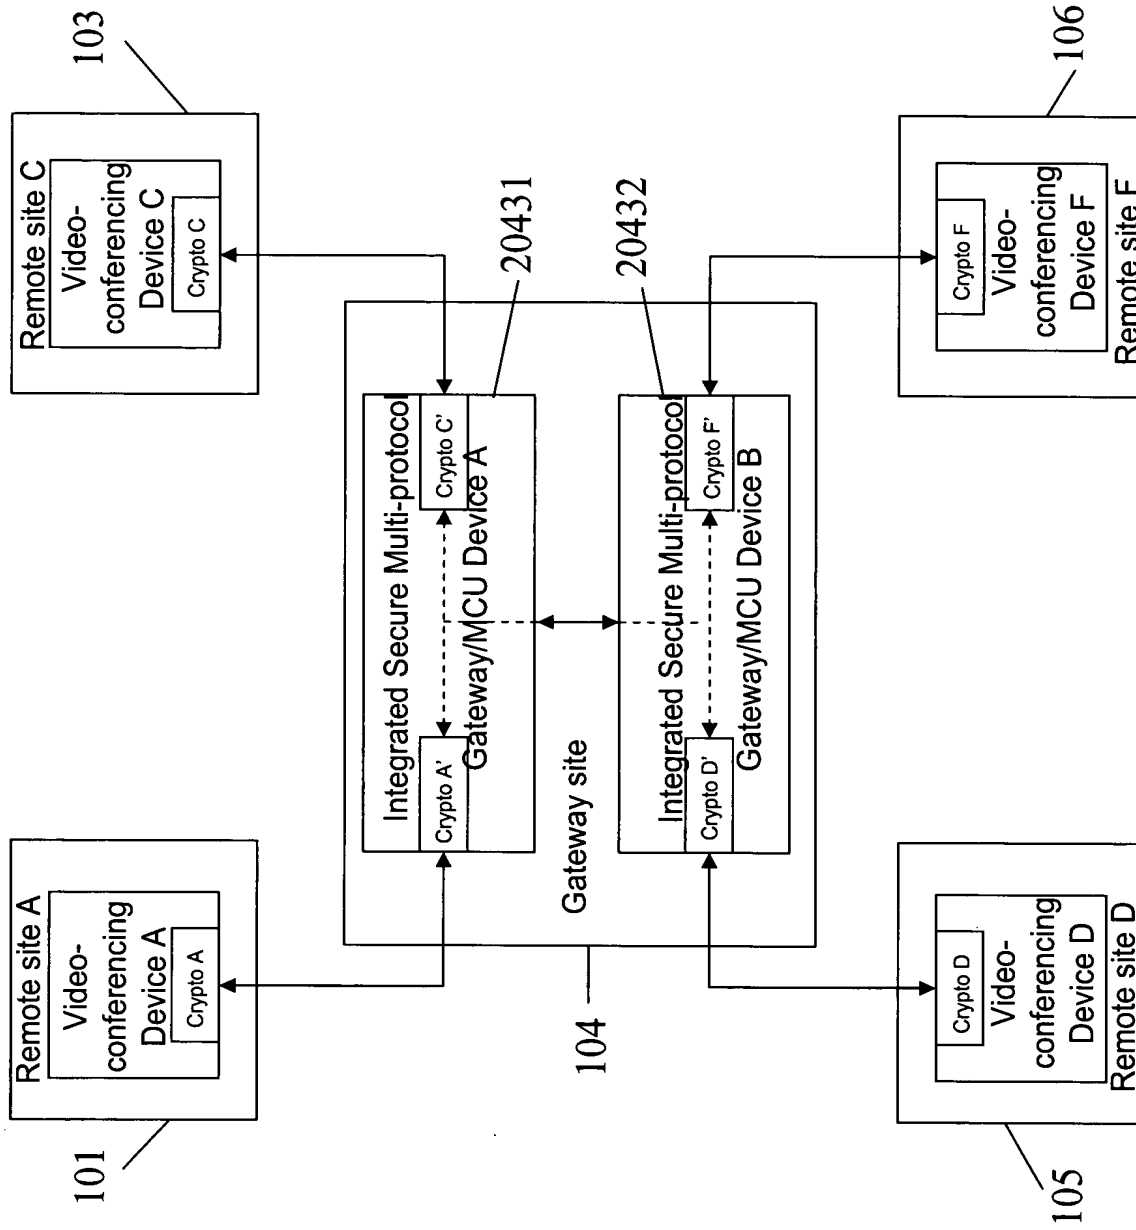 101
Remote site A
Video-
conferencing
Device A
Crypto A
103
Remote site C
Video-
conferencing
Device C
Crypto C
104
Gateway site
Integrated Secure Multi-protocol
Gateway/MCU Device A
Crypto A'
Crypto C'
20431
Integrated Secure Multi-protocol
Gateway/MCU Device B
Crypto D'
Crypto F'
20432
105
Crypto D
Video-
conferencing
Device D
Remote site D
106
Crypto F
Video-
conferencing
Device F
Remote site F